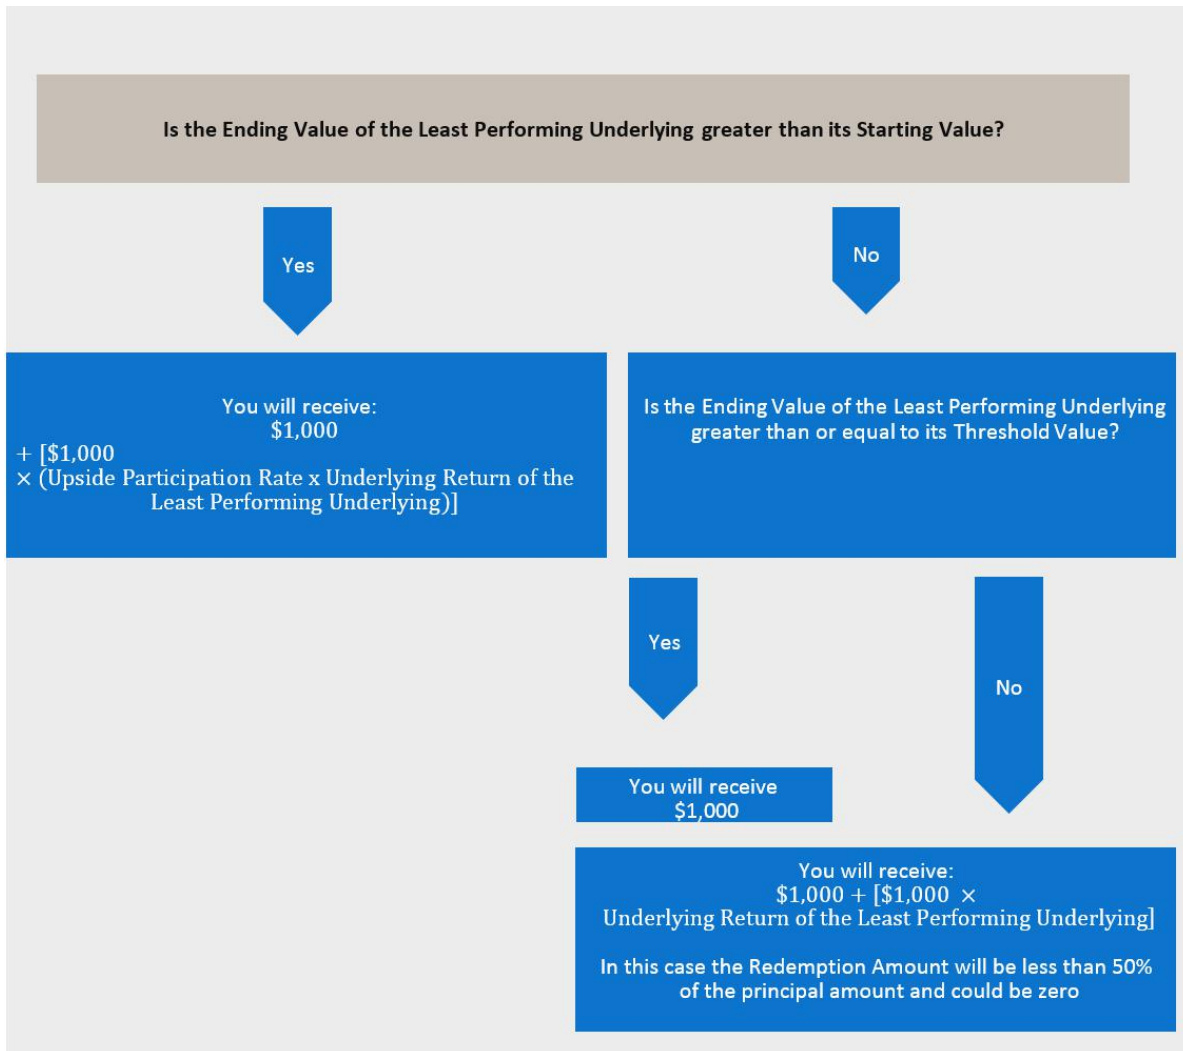 Is the Ending Value of the Least Performing Underlying greater than its Starting Value?
Yes
No
You will receive:
$1,000
+ [$1,000
× (Upside Participation Rate x Underlying Return of the
Least Performing Underlying)]
Is the Ending Value of the Least Performing Underlying
greater than or equal to its Threshold Value?
Yes
No
You will receive
$1,000
You will receive:
$1,000 + [$1,000 ×
Underlying Return of the Least Performing Underlying]
In this case the Redemption Amount will be less than 50%
of the principal amount and could be zero